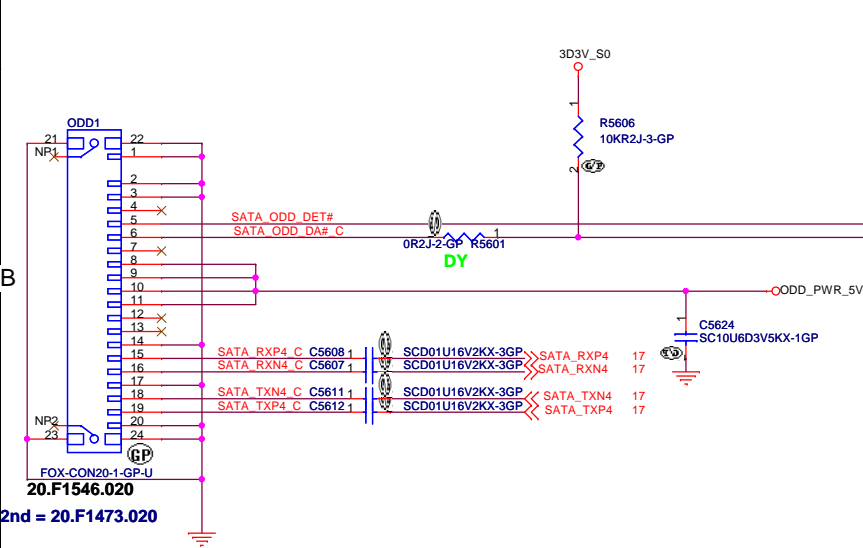 3D3V_S0
1
R5606
10KR2J-3-GP
2
ODD1
21
22
NP1
1
2
3
4
5
SATA_ODD_DET#
6
SATA_ODD_DA#_C
1
0R2J-2-GP
R5601
DY
7
8
B
9
10
ODD_PWR_5V
11
12
1
C5624
SC10U6D3V5KX-1GP
13
14
15
SATA_RXP4_C
C5608
1
SCD01U16V2KX-3GP
SATA_RXP4
17
16
SATA_RXN4_C
C5607
1
SCD01U16V2KX-3GP
SATA_RXN4
17
17
18
SATA_TXN4_C
C5611
1
SCD01U16V2KX-3GP
SATA_TXN4
17
19
SATA_TXP4_C
C5612
1
SCD01U16V2KX-3GP
SATA_TXP4
17
NP2
20
23
24
GP
FOX-CON20-1-GP-U
20.F1546.020
2nd = 20.F1473.020